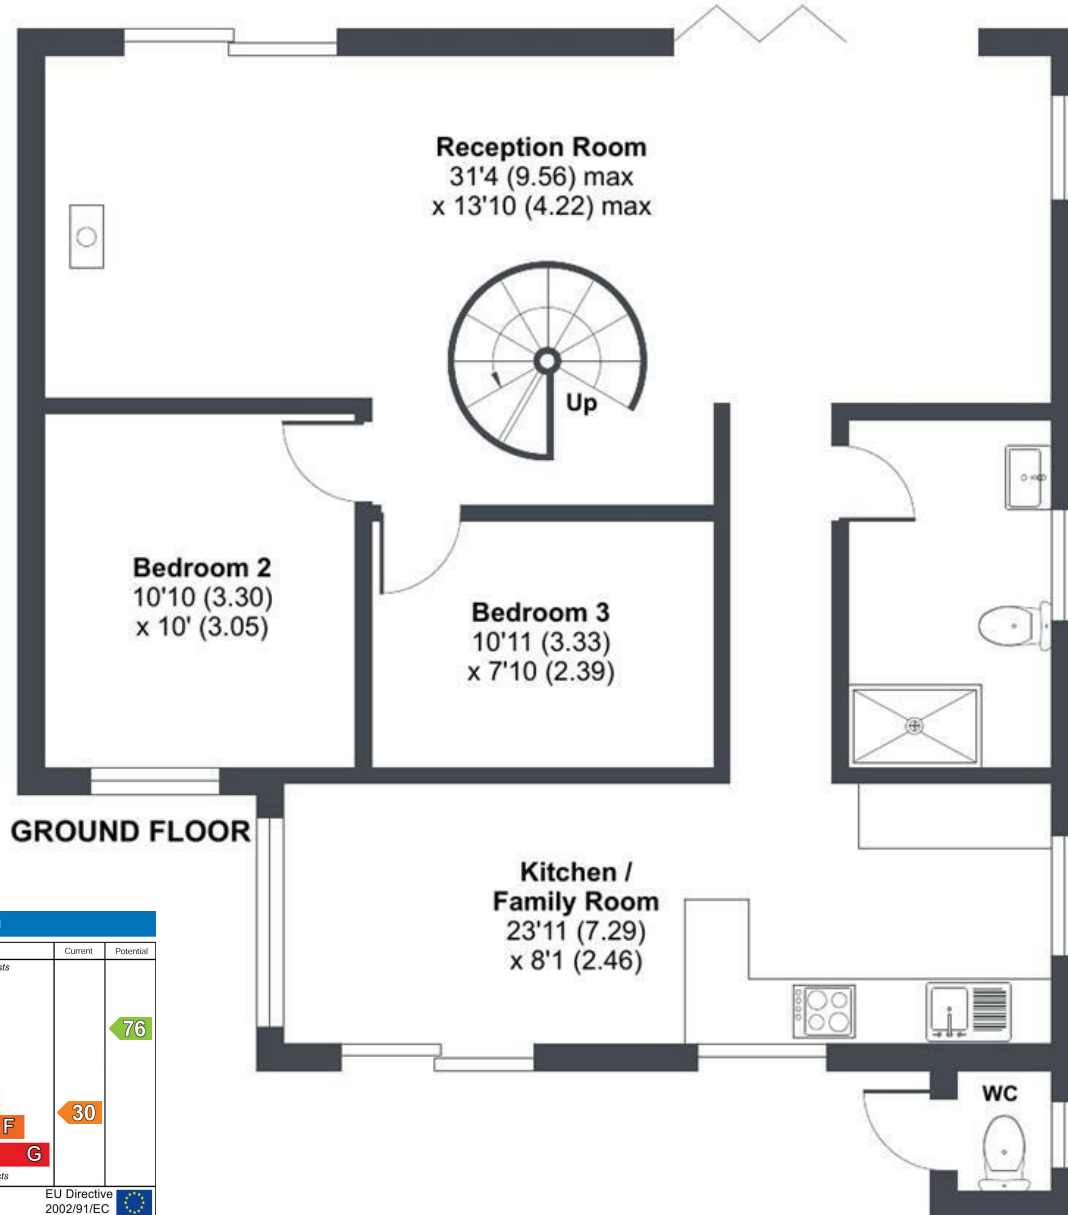 Reception Room
31'4 (9.56) max
x 13'10 (4.22) max
Up
Bedroom 2
10'10 (3.30)
x 10' (3.05)
Bedroom 3
10'11 (3.33)
x 7'10 (2.39)
GROUND FLOOR
Kitchen /
Family Room
23'11 (7.29)
x 8'1 (2.46)
WC
Current Potential
76
30
F
G
EU Directive
2002/91/EC